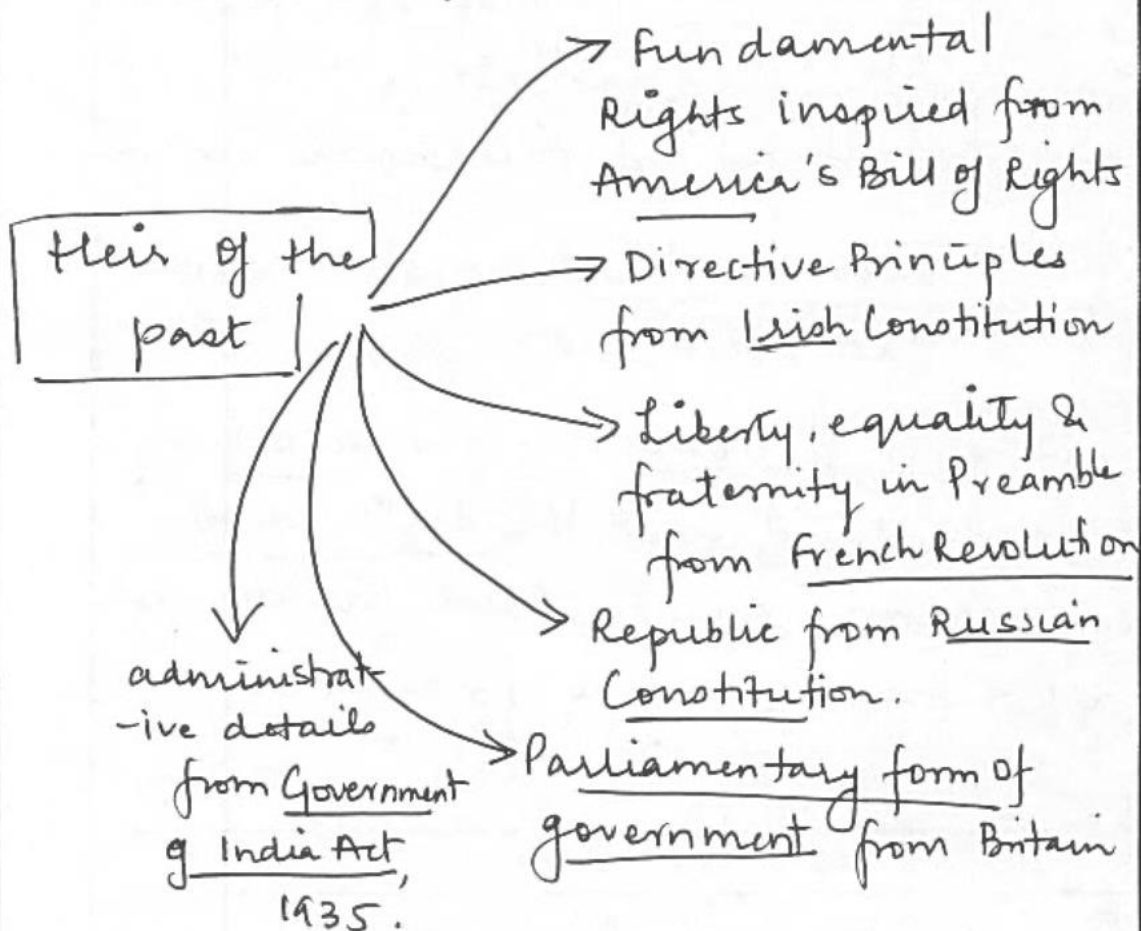 Heir of the
past
Fundamental
Rights inspired from
America's Bill of Rights
Directive Principles
from Irish Constitution
Liberty, equality &
fraternity in Preamble
from French Revolution
Republic from Russian
Constitution.
Parliamentary form of
government from Britain
administrat-
-ive details
from Government
of India Act,
1935.